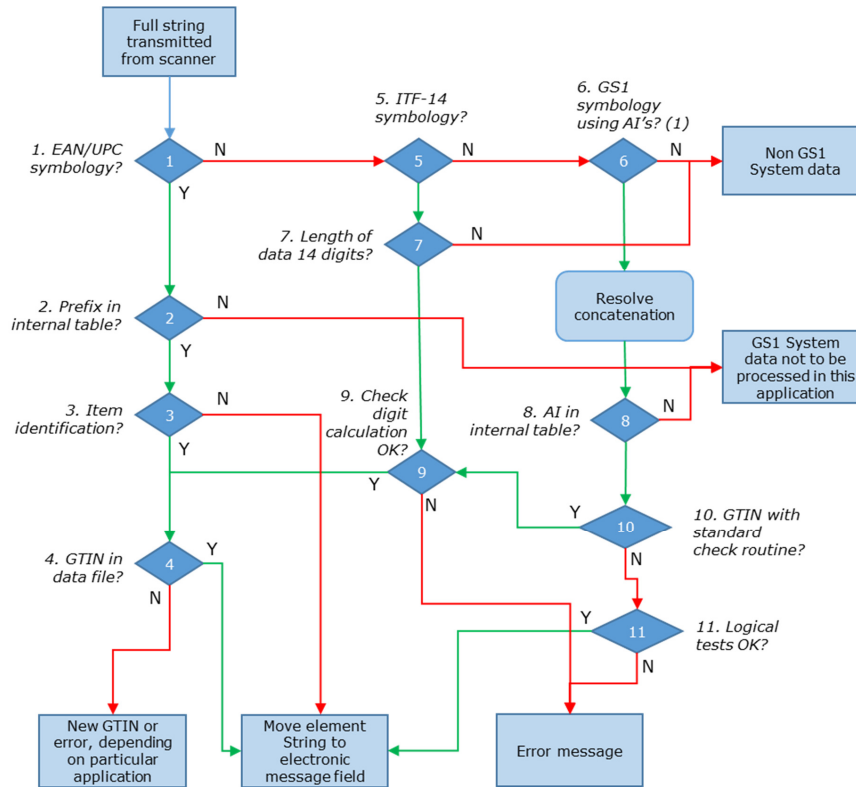 Full string
transmitted
from scanner
1. EAN/UPC
symbology?
1
N
Y
5. ITF-14
symbology?
5
N
6. GS1
symbology
using AI's? (1)
6
N
Non GS1
System data
7. Length of
data 14 digits?
7
N
Resolve
concatenation
2. Prefix in
internal table?
2
N
Y
GS1 System
data not to be
processed in this
application
3. Item
identification?
3
N
Y
9. Check
digit
calculation
OK?
9
Y
N
8. AI in
internal table?
8
N
10. GTIN with
standard
check routine?
10
Y
N
4. GTIN in
data file?
4
Y
N
11. Logical
tests OK?
11
Y
N
New GTIN or
error, depending
on particular
application
Move element
String to
electronic
message field
Error message